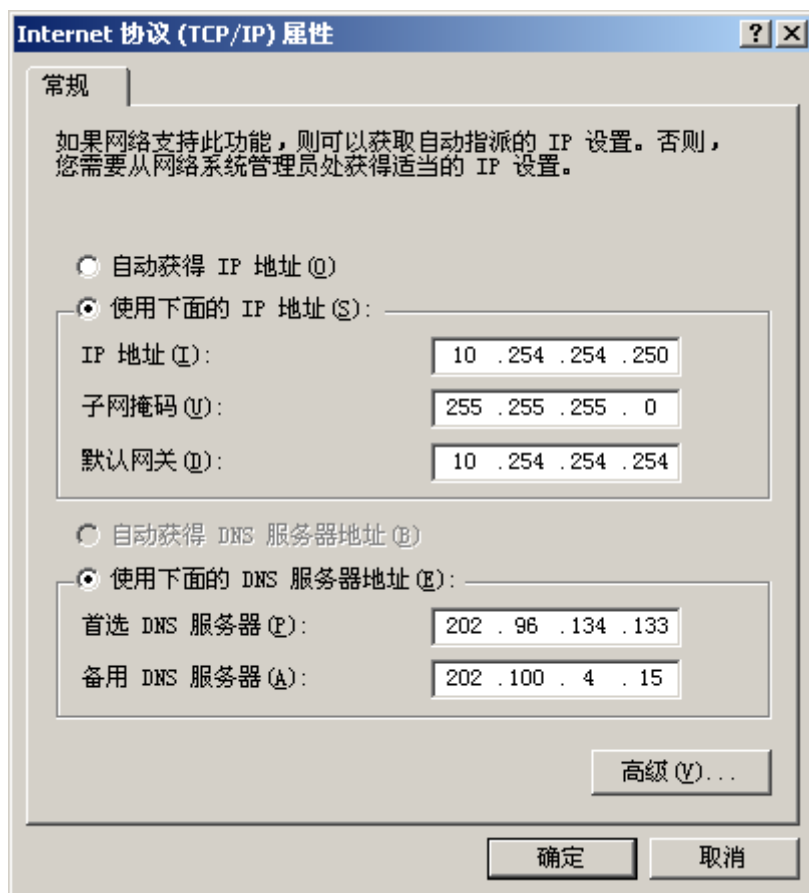 Internet 协议 (TCP/IP) 属性
常规
如果网络支持此功能，则可以获取自动指派的 IP 设置。否则，
您需要从网络系统管理员处获得适当的 IP 设置。
自动获得 IP 地址(O)
使用下面的 IP 地址(S):
IP 地址(I): 10 .254 .254 .250
子网掩码(U): 255 .255 .255 . 0
默认网关(D): 10 .254 .254 .254
自动获得 DNS 服务器地址(B)
使用下面的 DNS 服务器地址(E):
首选 DNS 服务器(P): 202 . 96 .134 .133
备用 DNS 服务器(A): 202 .100 . 4 . 15
高级(V)...
确定 取消